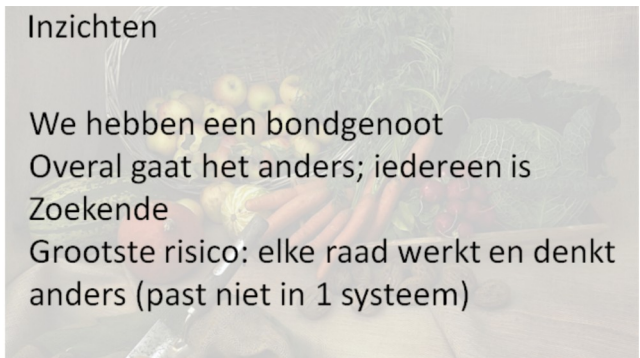 Inzichten
We hebben een bondgenoot
Overal gaat het anders; iedereen is
Zoekende
Grootste risico: elke raad werkt en denkt
anders (past niet in 1 systeem)